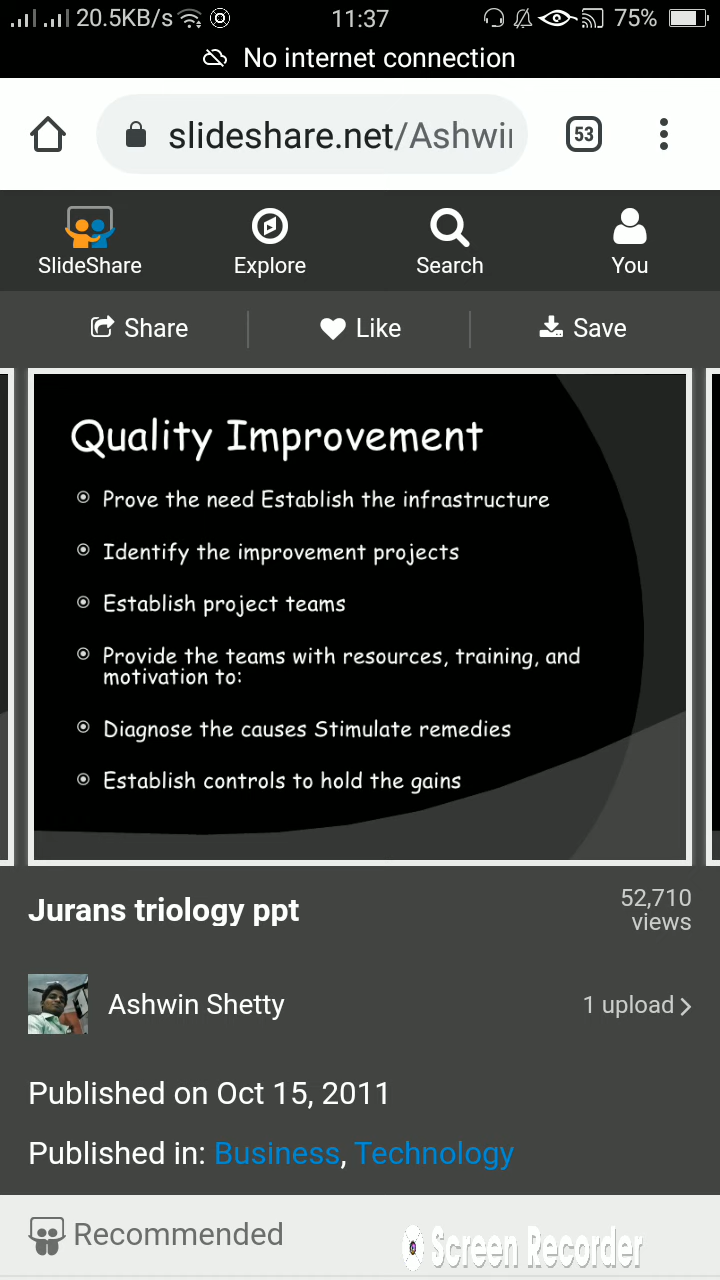 20.5KB/s 11:37 75%
No internet connection
slideshare.net/Ashwin 53
SlideShare Explore Search You
Share Like Save
Quality Improvement
Prove the need Establish the infrastructure
Identify the improvement projects
Establish project teams
Provide the teams with resources, training, and
motivation to:
Diagnose the causes Stimulate remedies
Establish controls to hold the gains
Jurans triology ppt 52,710
views
Ashwin Shetty 1 upload
Published on Oct 15, 2011
Published in: Business, Technology
Recommended
Screen Recorder